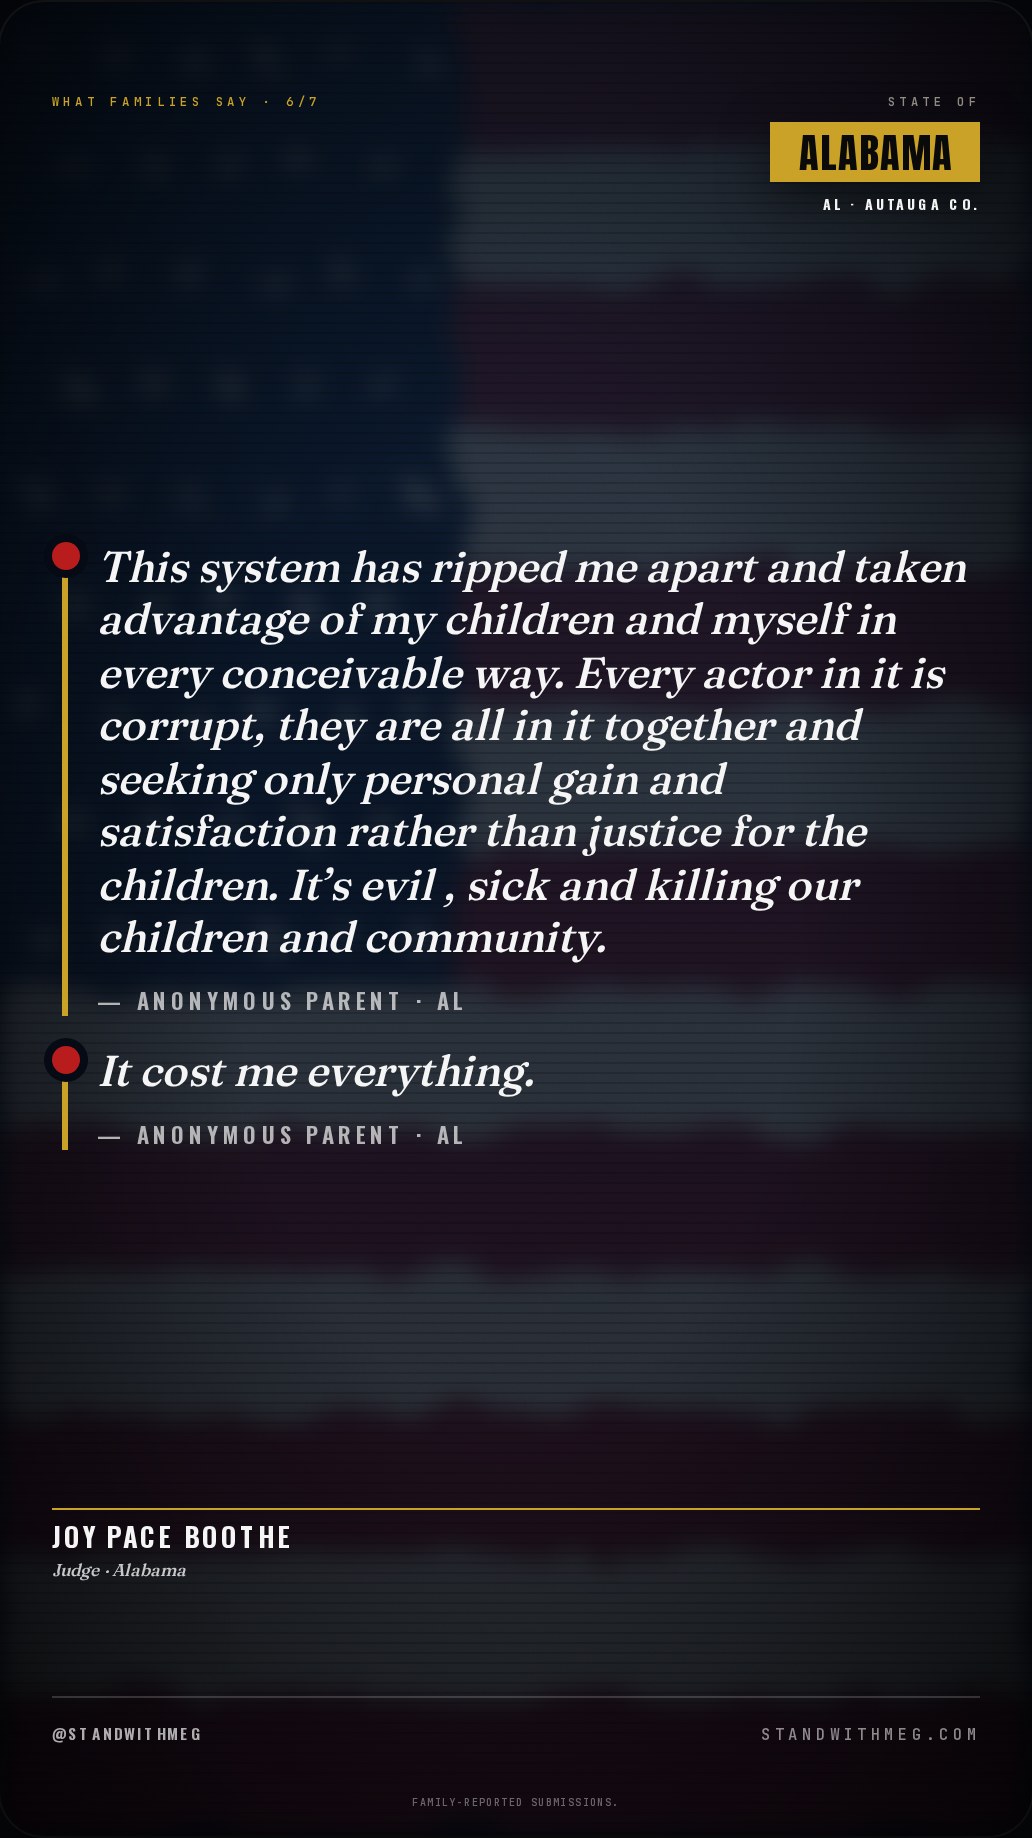 WHAT FAMILIES SAY · 6/7
STATE OF
ALABAMA
AL · AUTAUGA CO.
This system has ripped me apart and taken
advantage of my children and myself in
every conceivable way. Every actor in it is
corrupt, they are all in it together and
seeking only personal gain and
satisfaction rather than justice for the
children. It’s evil , sick and killing our
children and community.
— ANONYMOUS PARENT · AL
It cost me everything.
— ANONYMOUS PARENT · AL
JOY PACE BOOTHE
Judge · Alabama
@STANDWITHMEG
STANDWITHMEG.COM
FAMILY-REPORTED SUBMISSIONS.